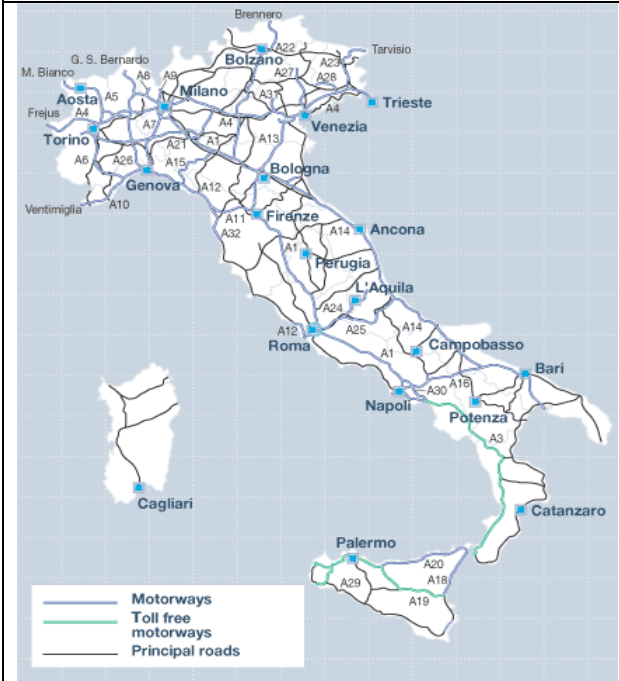 Brennero
A22
Bolzano
Tarvisio
G. S. Bernardo
A23
M. Bianco
A8
A9
A27
A28
Aosta
A5
Milano
A31
A4
Trieste
Frejus
A4
A7
A4
Venezia
Torino
A21
A1
A13
A6
A26
A15
Bologna
Genova
A12
Ventimiglia
A10
A11
Firenze
A32
A14
Ancona
A1
Perugia
L'Aquila
A24
A12
Roma
A25
A14
A1
Campobasso
Bari
A30
A16
Napoli
Potenza
A3
Cagliari
Catanzaro
Palermo
A20
A29
A18
A19
Motorways
Toll free
motorways
Principal roads